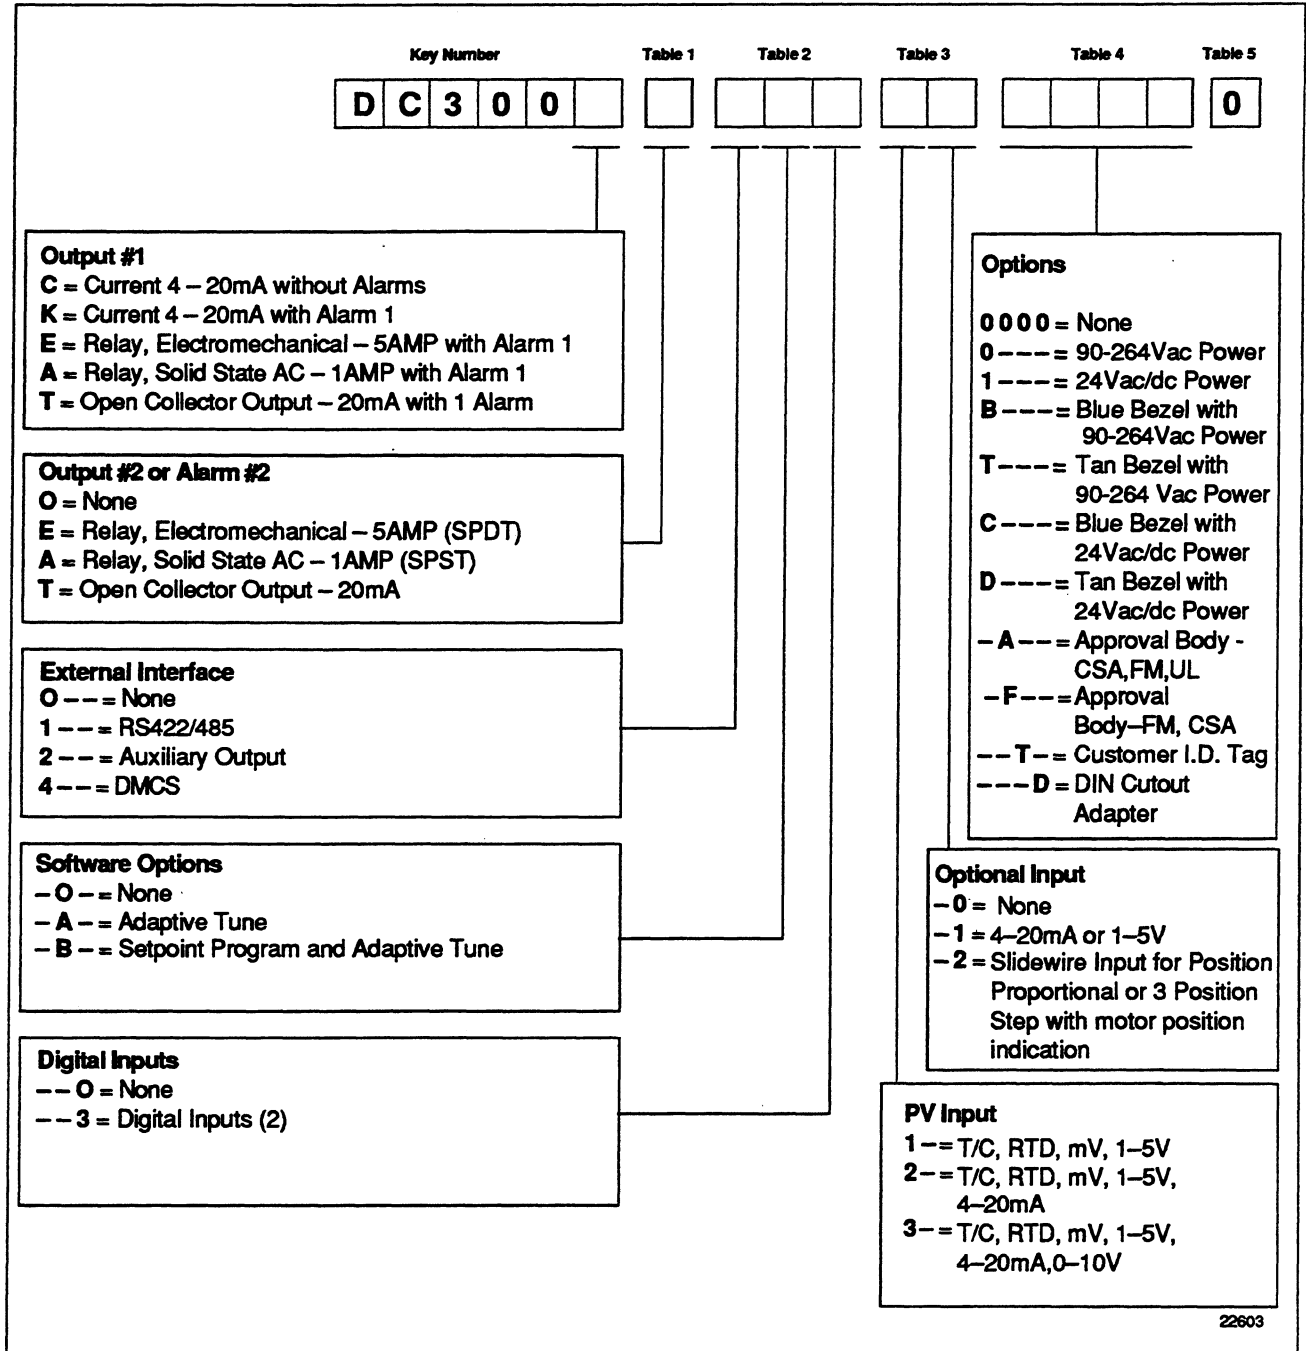 Key Number Table 1 Table 2 Table 3 Table 4 Table 5
D C 3 0 0 0
Output #1
C = Current 4 – 20mA without Alarms
K = Current 4 – 20mA with Alarm 1
E = Relay, Electromechanical – 5AMP with Alarm 1
A = Relay, Solid State AC – 1AMP with Alarm 1
T = Open Collector Output – 20mA with 1 Alarm
Output #2 or Alarm #2
O = None
E = Relay, Electromechanical – 5AMP (SPDT)
A = Relay, Solid State AC – 1AMP (SPST)
T = Open Collector Output – 20mA
External Interface
O – – = None
1 – – = RS422/485
2 – – = Auxiliary Output
4 – – = DMCS
Software Options
– O – = None
– A – = Adaptive Tune
– B – = Setpoint Program and Adaptive Tune
Digital Inputs
– – O = None
– – 3 = Digital Inputs (2)
Options
0 0 0 0 = None
0 – – – = 90-264Vac Power
1 – – – = 24Vac/dc Power
B – – – = Blue Bezel with
90-264Vac Power
T – – – = Tan Bezel with
90-264 Vac Power
C – – – = Blue Bezel with
24Vac/dc Power
D – – – = Tan Bezel with
24Vac/dc Power
– A – – = Approval Body -
CSA,FM,UL
– F – – = Approval
Body–FM, CSA
– – T – = Customer I.D. Tag
– – – D = DIN Cutout
Adapter
Optional Input
– 0 = None
– 1 = 4–20mA or 1–5V
– 2 = Slidewire Input for Position
Proportional or 3 Position
Step with motor position
indication
PV Input
1 – = T/C, RTD, mV, 1–5V
2 – = T/C, RTD, mV, 1–5V,
4–20mA
3 – = T/C, RTD, mV, 1–5V,
4–20mA,0–10V
22603